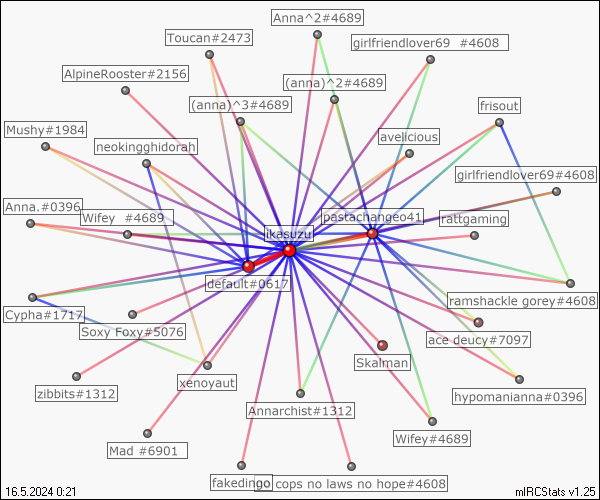 Anna^2#4689
Toucan#2473
girlfriendlover69 #4608
AlpineRooster#2156
(anna)^2#4689
(anna)^3#4689
frisout
Mushy#1984
avelicious
neokingghidorah
girlfriendlover69#4608
Anna.#0396
Wifey #4689
pastachangeo41
rattgaming
ikasuzu
default#0617
ramshackle gorey#4608
Cypha#1717
Soxy Foxy#5076
ace deucy#7097
Skalman
xenoyaut
zibbits#1312
hypomanianna#0396
Annarchist#1312
Wifey#4689
Mad #6901
fakedingo
cops no laws no hope#4608
16.5.2024 0:21
mIRCStats v1.25